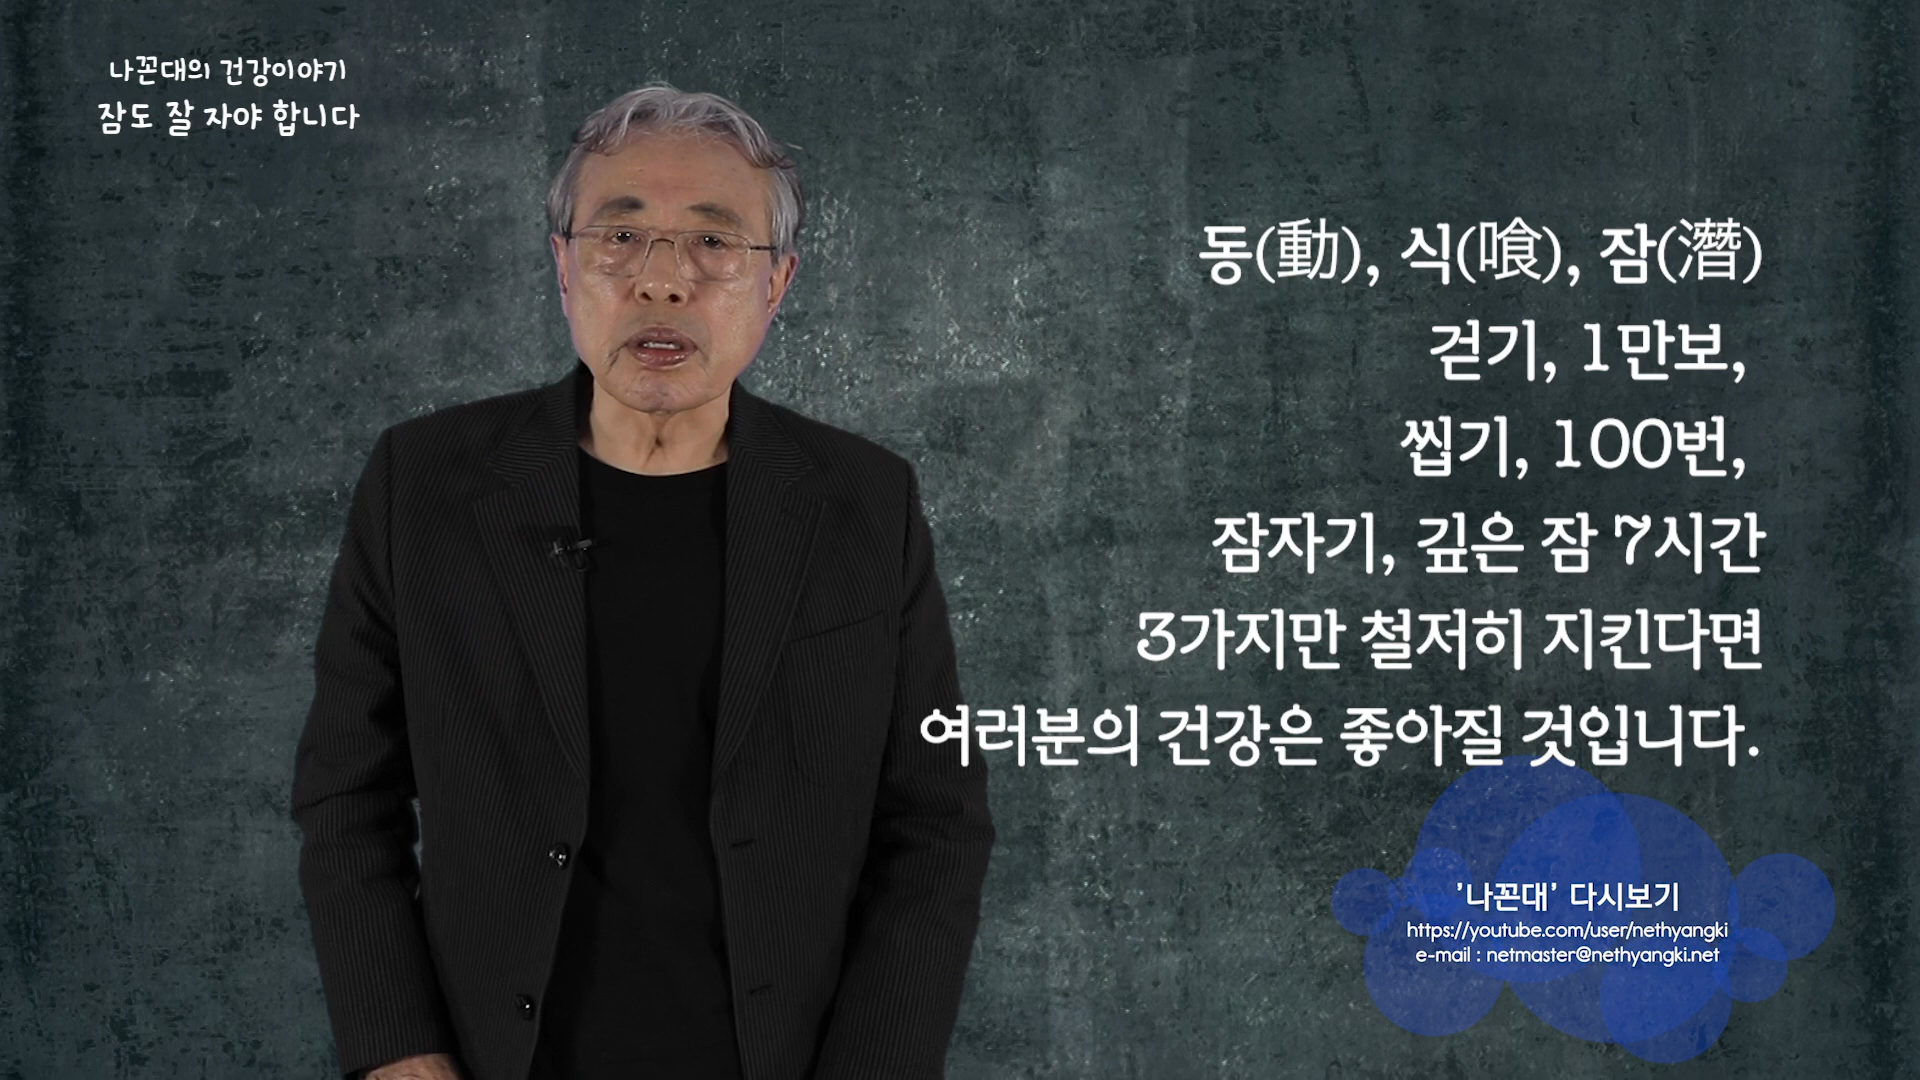 나꼰대의 건강이야기
잠도 잘 자야 합니다
동(動), 식(喰), 잠(潛)
걷기, 1만보,
씹기, 100번,
잠자기, 깊은 잠 7시간
3가지만 철저히 지킨다면
여러분의 건강은 좋아질 것입니다.
'나꼰대' 다시보기
https://youtube.com/user/nethyangki
e-mail : netmaster@nethyangki.net